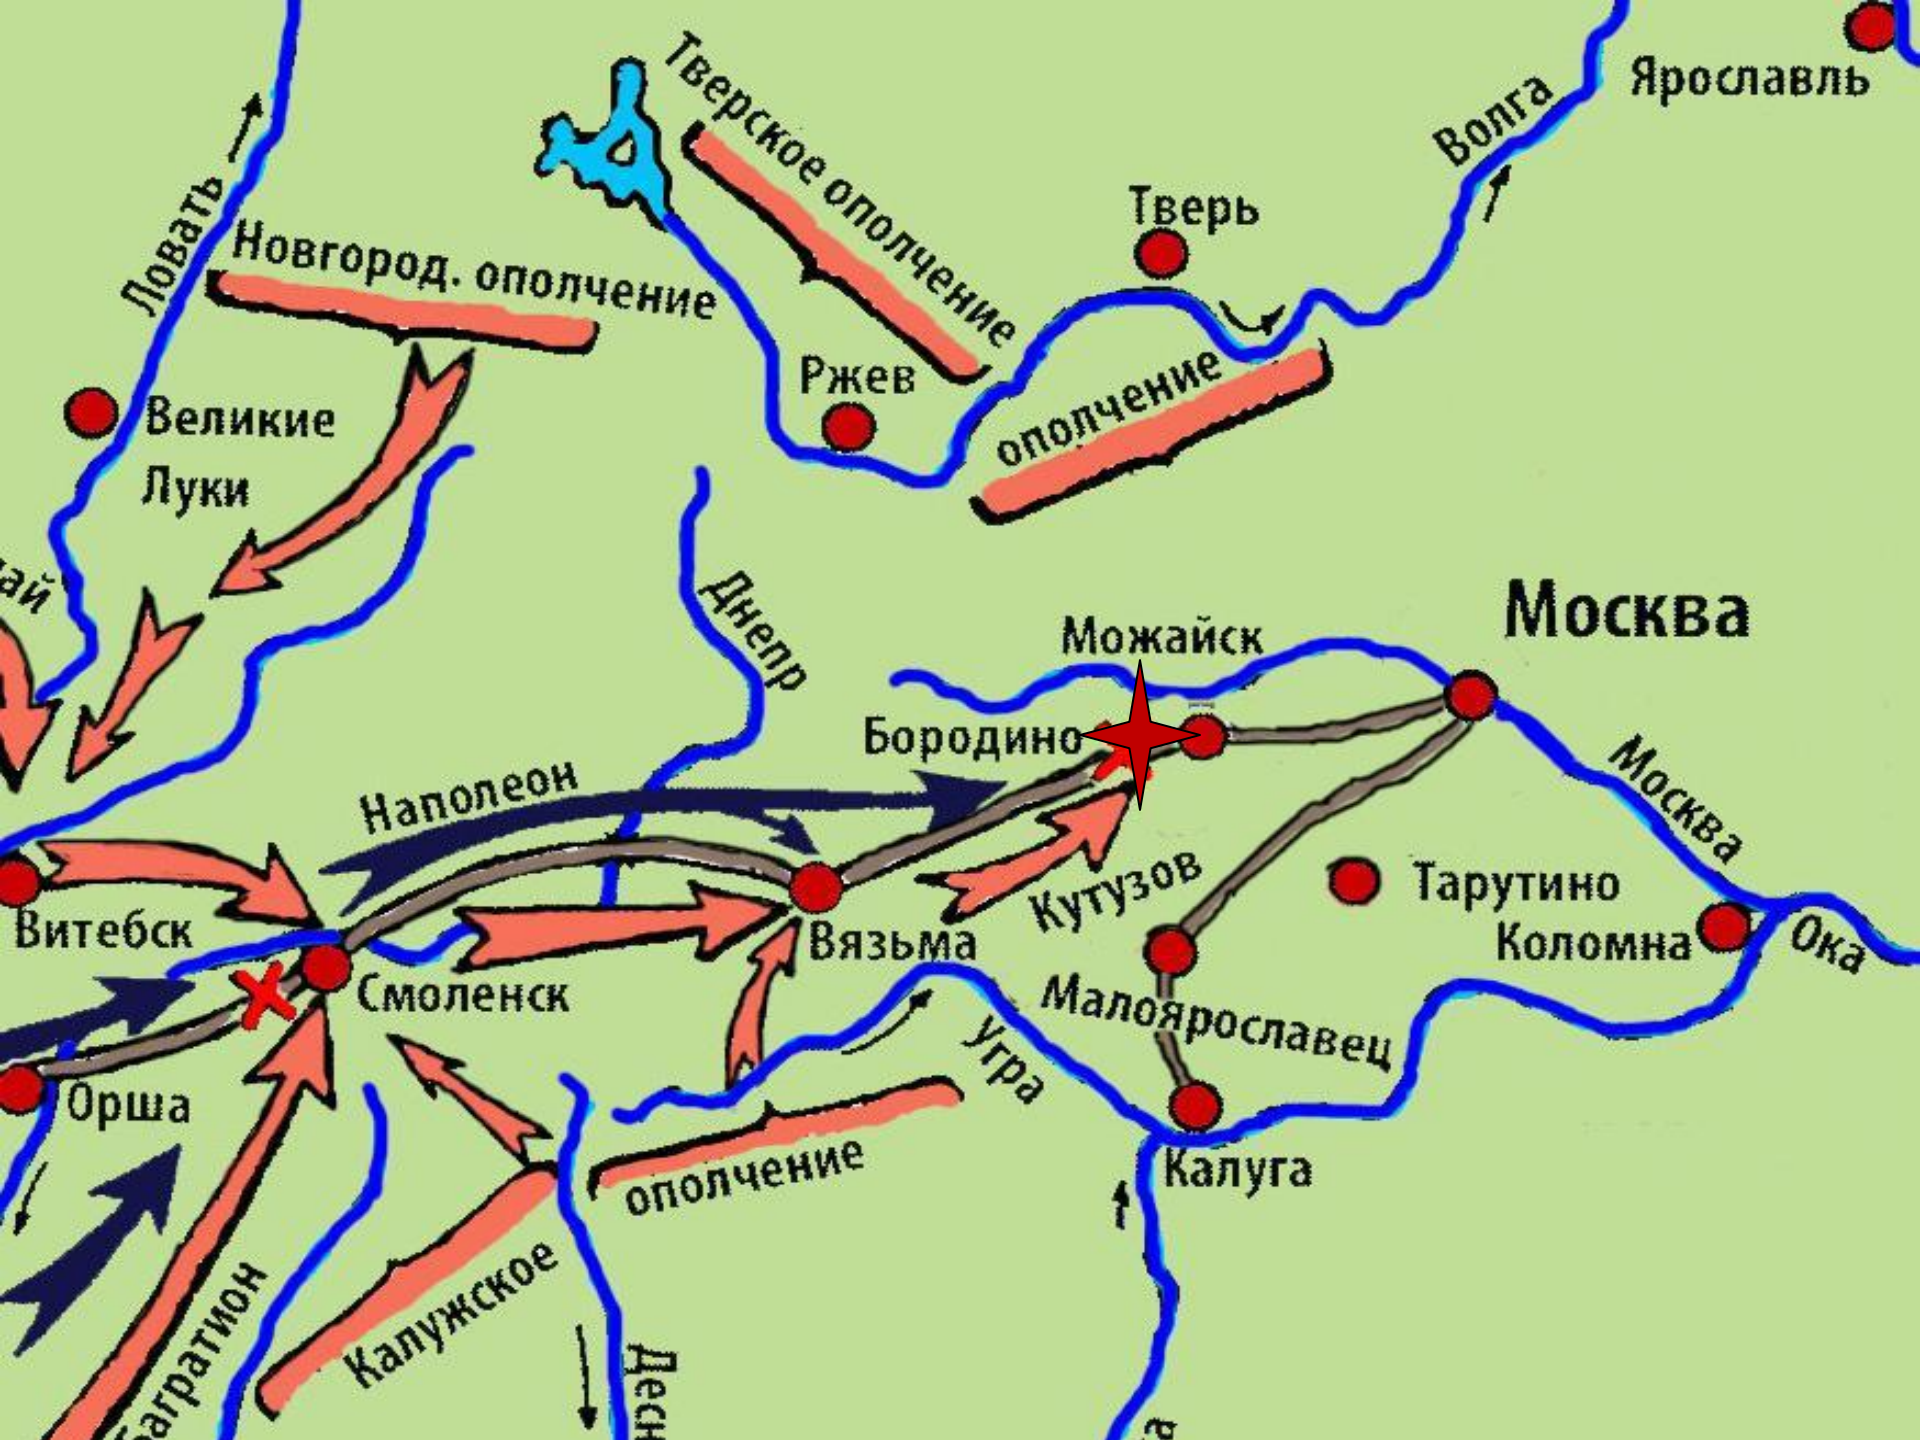 Ярославль
Тверское ополчение
Волга
Ловать
Тверь
Новгород. ополчение
Ржев
ополчение
Великие
Луки
Днепр
Москва
Можайск
Бородино
Наполеон
Москва
Кутузов
Тарутино
Витебск
Вязьма
Коломна
Ока
Смоленск
Малоярославец
Угра
Орша
ополчение
Калуга
Калужское